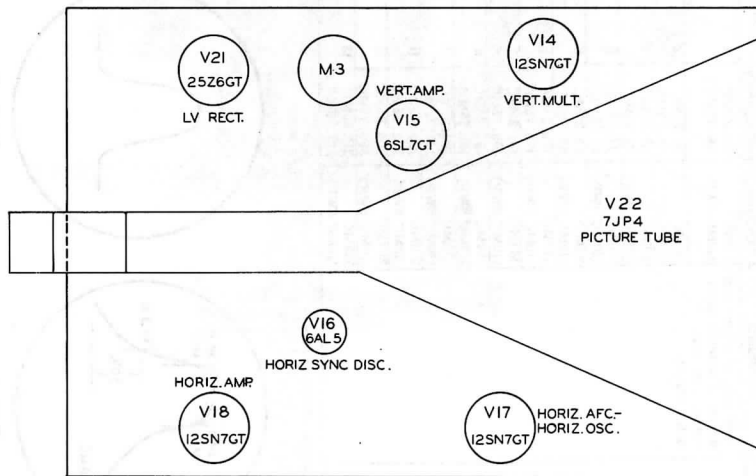 V21
25Z6GT
LV RECT.
M-3
V14
12SN7GT
VERT. MULT.
VERT. AMP.
V15
6SL7GT
V22
7JP4
PICTURE TUBE
V16
6AL5
HORIZ SYNC DISC.
HORIZ. AMP.
V18
12SN7GT
V17
12SN7GT
HORIZ. AFC.-
HORIZ. OSC.